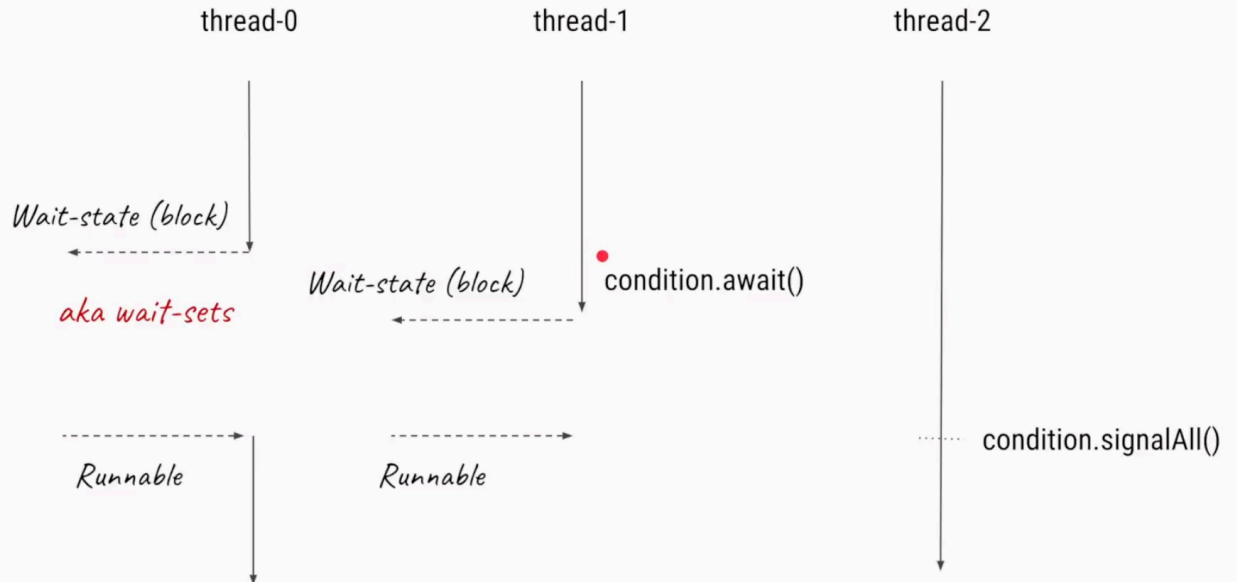 thread-0
thread-1
thread-2
Wait-state (block)
Wait-state (block)
condition.await()
aka wait-sets
condition.signalAll()
Runnable
Runnable